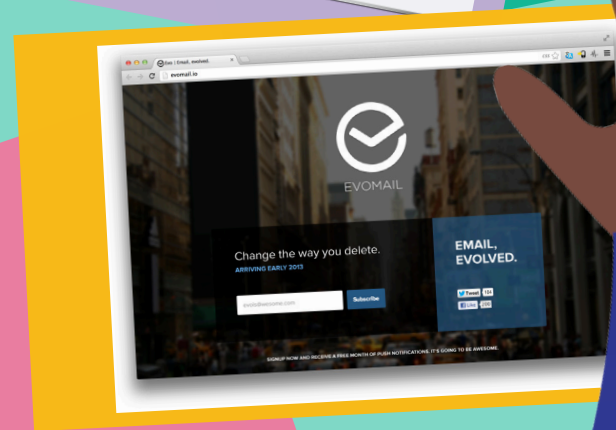 Evo | Email, evolved.
evomail.io
EVOMAIL
Change the way you delete.
ARRIVING EARLY 2013
Subscribe
EMAIL,
EVOLVED.
Tweet
Like
SIGNUP NOW AND RECEIVE A FREE MONTH OF PUSH NOTIFICATIONS. IT'S GOING TO BE AWESOME.